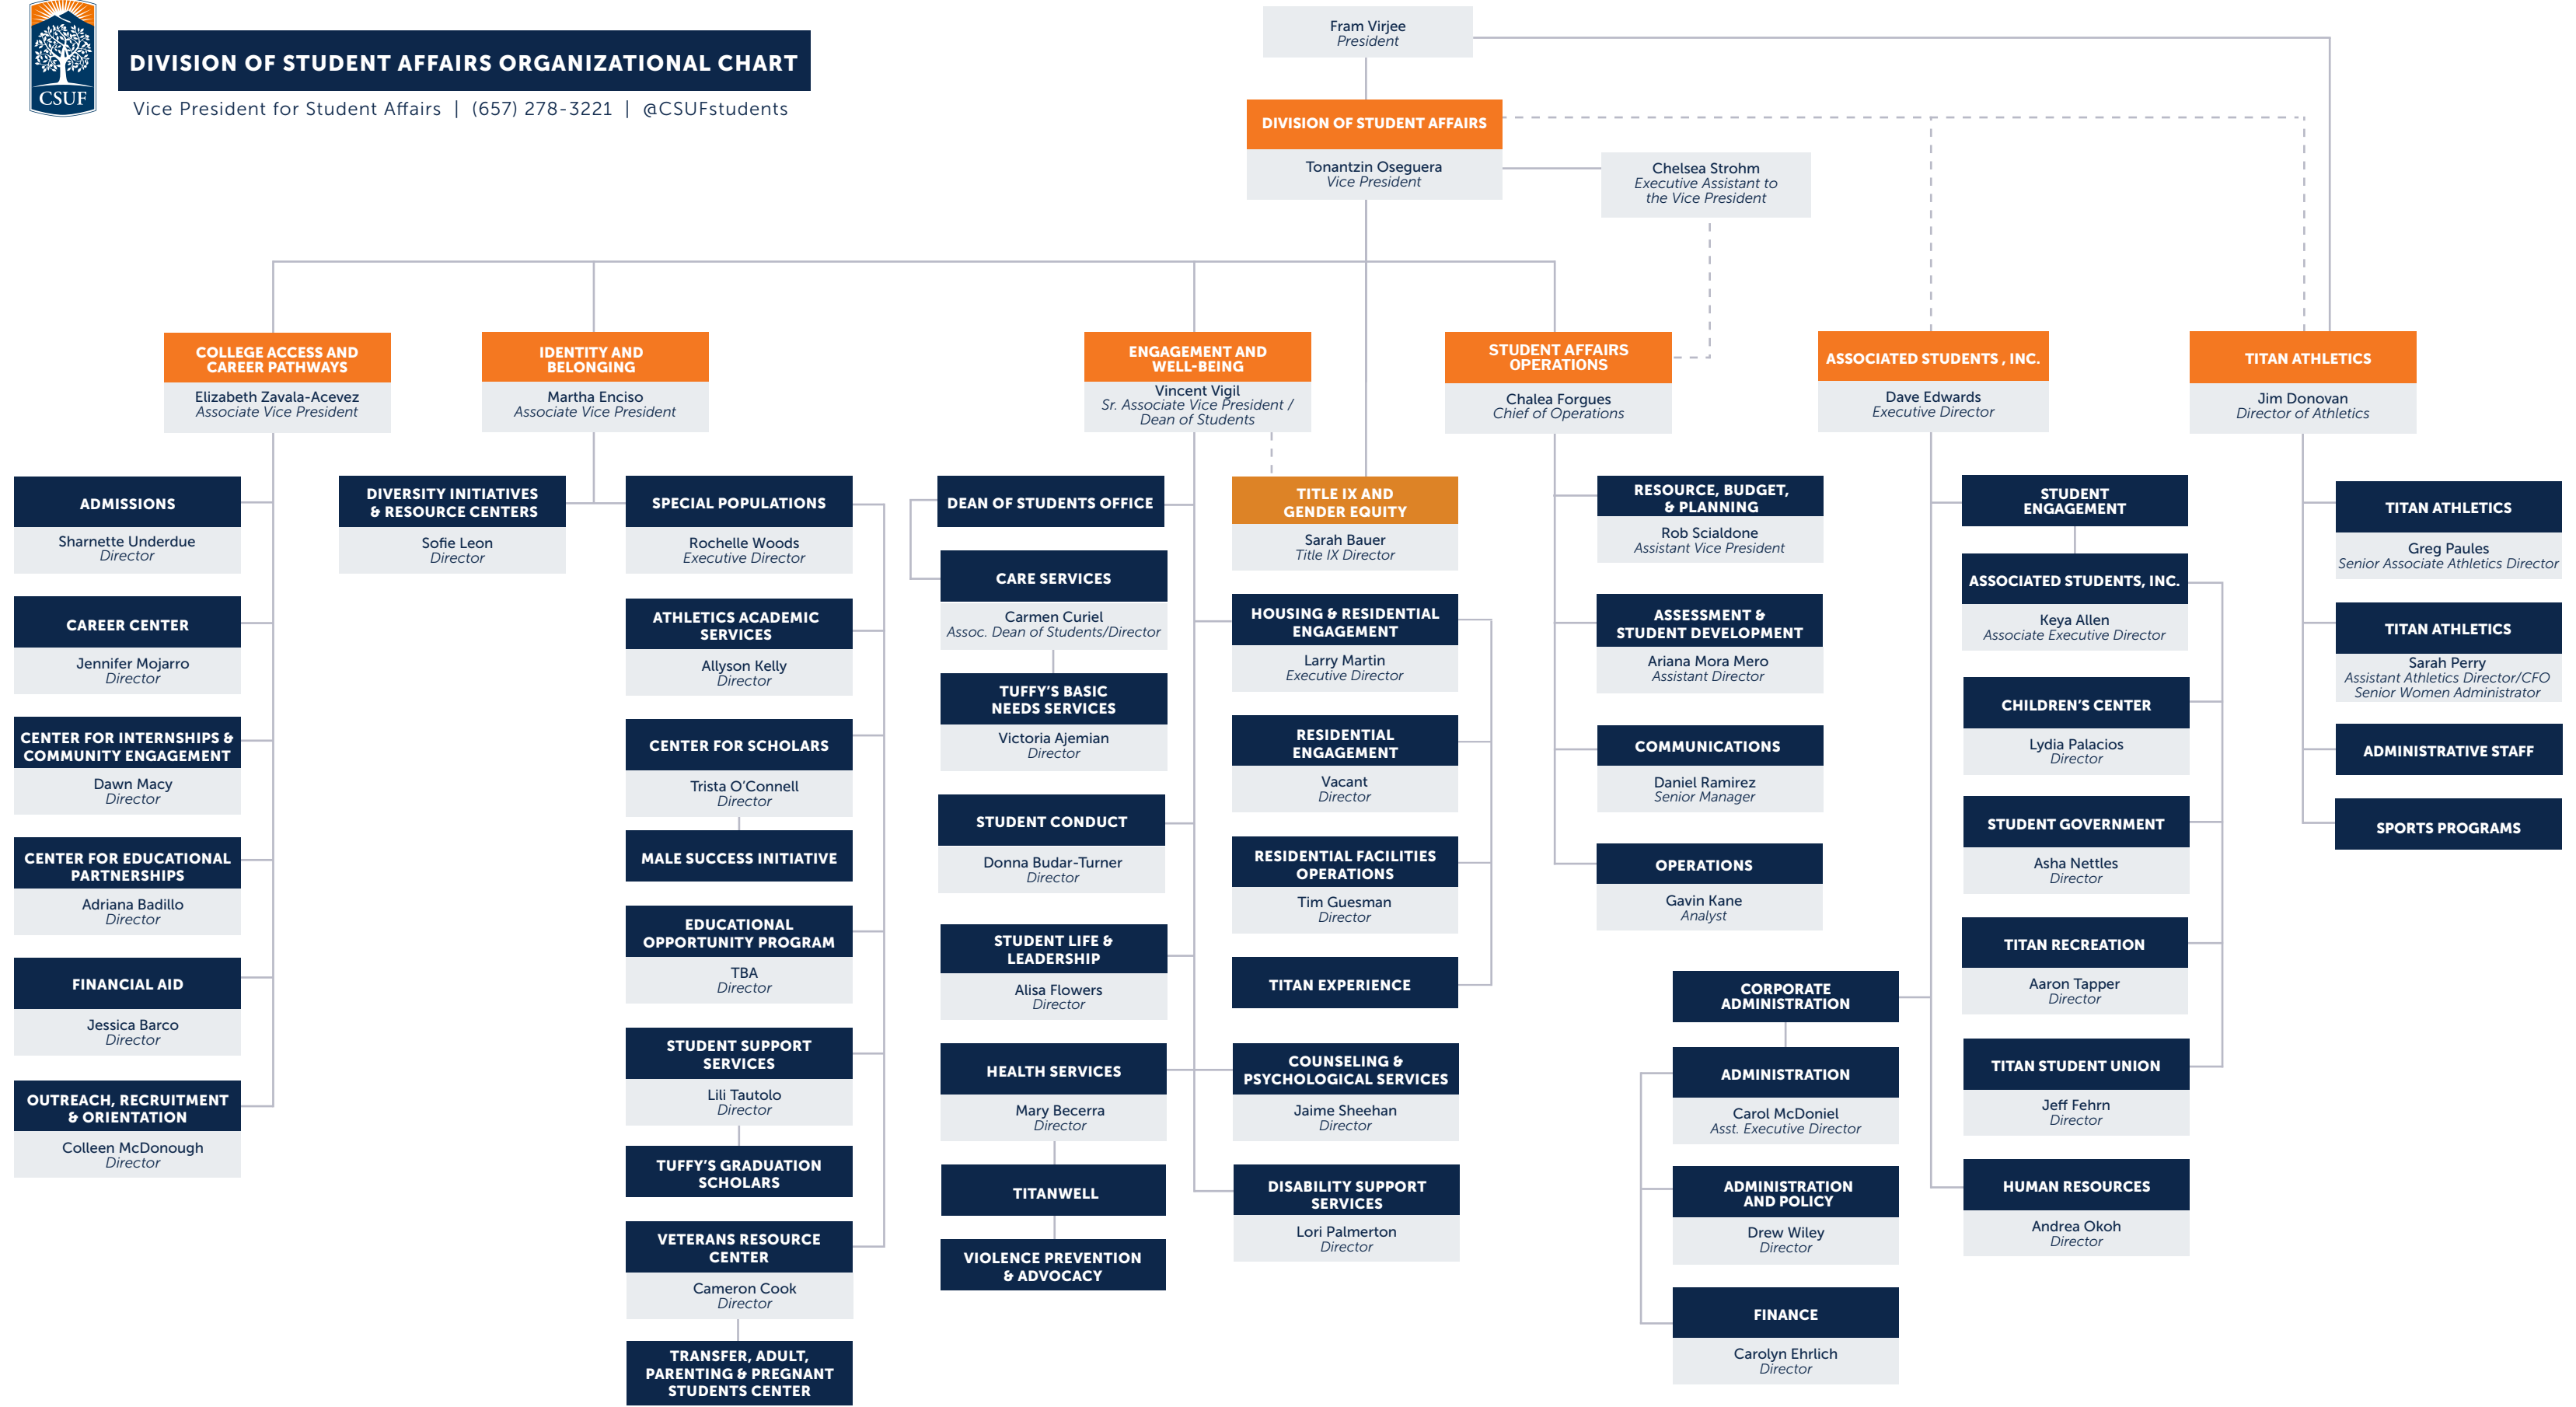 CSUF
DIVISION OF STUDENT AFFAIRS ORGANIZATIONAL CHART
Vice President for Student Affairs | (657) 278-3221 | @CSUFstudents
Fram Virjee
President
DIVISION OF STUDENT AFFAIRS
Tonantzin Oseguera
Vice President
Chelsea Strohm
Executive Assistant to
the Vice President
COLLEGE ACCESS AND
CAREER PATHWAYS
Elizabeth Zavala-Acevez
Associate Vice President
ADMISSIONS
Sharnette Underdue
Director
CAREER CENTER
Jennifer Mojarro
Director
CENTER FOR INTERNSHIPS &
COMMUNITY ENGAGEMENT
Dawn Macy
Director
CENTER FOR EDUCATIONAL
PARTNERSHIPS
Adriana Badillo
Director
FINANCIAL AID
Jessica Barco
Director
OUTREACH, RECRUITMENT
& ORIENTATION
Colleen McDonough
Director
IDENTITY AND
BELONGING
Martha Enciso
Associate Vice President
DIVERSITY INITIATIVES
& RESOURCE CENTERS
Sofie Leon
Director
SPECIAL POPULATIONS
Rochelle Woods
Executive Director
ATHLETICS ACADEMIC
SERVICES
Allyson Kelly
Director
CENTER FOR SCHOLARS
Trista O’Connell
Director
MALE SUCCESS INITIATIVE
EDUCATIONAL
OPPORTUNITY PROGRAM
TBA
Director
STUDENT SUPPORT
SERVICES
Lili Tautolo
Director
TUFFY’S GRADUATION
SCHOLARS
VETERANS RESOURCE
CENTER
Cameron Cook
Director
TRANSFER, ADULT,
PARENTING & PREGNANT
STUDENTS CENTER
ENGAGEMENT AND
WELL-BEING
Vincent Vigil
Sr. Associate Vice President /
Dean of Students
DEAN OF STUDENTS OFFICE
CARE SERVICES
Carmen Curiel
Assoc. Dean of Students/Director
TUFFY’S BASIC
NEEDS SERVICES
Victoria Ajemian
Director
STUDENT CONDUCT
Donna Budar-Turner
Director
STUDENT LIFE &
LEADERSHIP
Alisa Flowers
Director
HEALTH SERVICES
Mary Becerra
Director
TITANWELL
VIOLENCE PREVENTION
& ADVOCACY
TITLE IX AND
GENDER EQUITY
Sarah Bauer
Title IX Director
HOUSING & RESIDENTIAL
ENGAGEMENT
Larry Martin
Executive Director
RESIDENTIAL
ENGAGEMENT
Vacant
Director
RESIDENTIAL FACILITIES
OPERATIONS
Tim Guesman
Director
TITAN EXPERIENCE
COUNSELING &
PSYCHOLOGICAL SERVICES
Jaime Sheehan
Director
DISABILITY SUPPORT
SERVICES
Lori Palmerton
Director
STUDENT AFFAIRS
OPERATIONS
Chalea Forgues
Chief of Operations
RESOURCE, BUDGET,
& PLANNING
Rob Scialdone
Assistant Vice President
ASSESSMENT &
STUDENT DEVELOPMENT
Ariana Mora Mero
Assistant Director
COMMUNICATIONS
Daniel Ramirez
Senior Manager
OPERATIONS
Gavin Kane
Analyst
ASSOCIATED STUDENTS , INC.
Dave Edwards
Executive Director
STUDENT
ENGAGEMENT
ASSOCIATED STUDENTS, INC.
Keya Allen
Associate Executive Director
CHILDREN’S CENTER
Lydia Palacios
Director
STUDENT GOVERNMENT
Asha Nettles
Director
TITAN RECREATION
Aaron Tapper
Director
TITAN STUDENT UNION
Jeff Fehrn
Director
HUMAN RESOURCES
Andrea Okoh
Director
CORPORATE
ADMINISTRATION
ADMINISTRATION
Carol McDoniel
Asst. Executive Director
ADMINISTRATION
AND POLICY
Drew Wiley
Director
FINANCE
Carolyn Ehrlich
Director
TITAN ATHLETICS
Jim Donovan
Director of Athletics
TITAN ATHLETICS
Greg Paules
Senior Associate Athletics Director
TITAN ATHLETICS
Sarah Perry
Assistant Athletics Director/CFO
Senior Women Administrator
ADMINISTRATIVE STAFF
SPORTS PROGRAMS